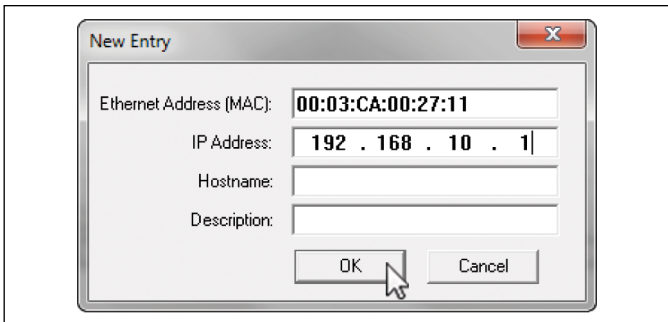 New Entry
Ethernet Address (MAC): 00:03:CA:00:27:11
IP Address: 192 . 168 . 10 . 1
Hostname:
Description:
OK Cancel